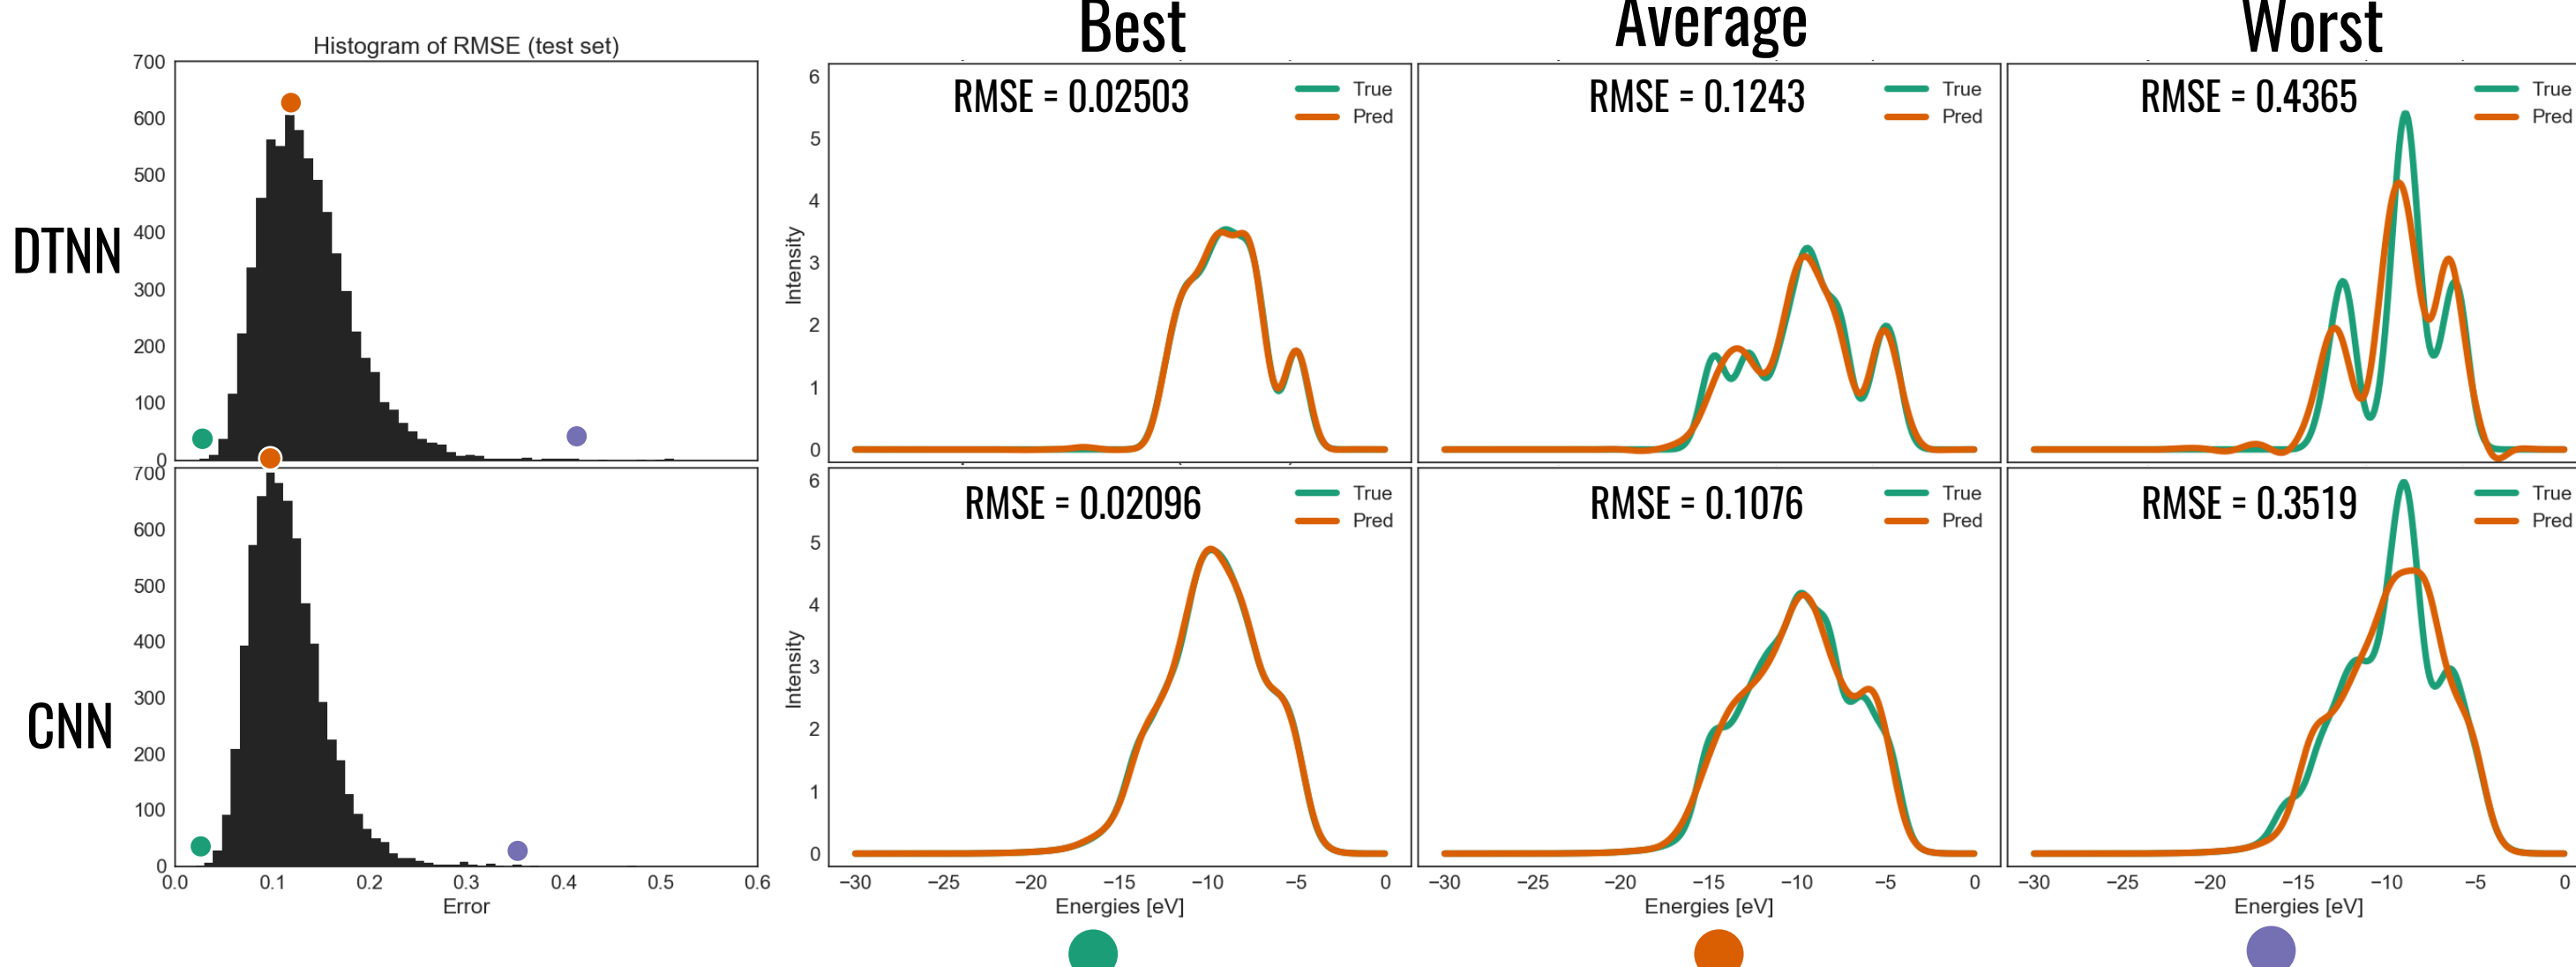 Best
Average
Worst
Histogram of RMSE (test set)
DTNN
700
600
500
400
300
200
100
0
RMSE = 0.02503
True
Pred
6
5
4
3
2
1
0
Intensity
RMSE = 0.1243
True
Pred
RMSE = 0.4365
True
Pred
CNN
700
600
500
400
300
200
100
0
0.0 0.1 0.2 0.3 0.4 0.5 0.6
Error
RMSE = 0.02096
True
Pred
6
5
4
3
2
1
0
Intensity
−30 −25 −20 −15 −10 −5 0
Energies [eV]
RMSE = 0.1076
True
Pred
−30 −25 −20 −15 −10 −5 0
Energies [eV]
RMSE = 0.3519
True
Pred
−30 −25 −20 −15 −10 −5 0
Energies [eV]